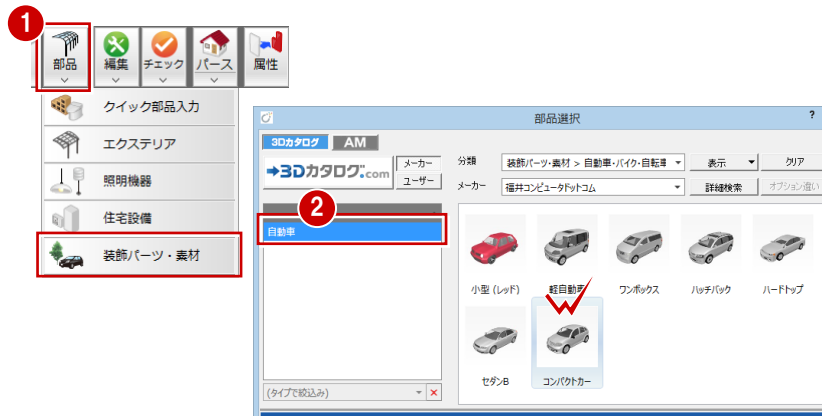 1
部品
編集
チェック
パース
属性
クイック部品入力
エクステリア
照明機器
住宅設備
装飾パーツ・素材
部品選択
?
3Dカタログ
AM
3Dカタログ.com
メーカー
ユーザー
分類
装飾パーツ・素材 > 自動車・バイク・自転車
表示
クリア
メーカー
福井コンピュータドットコム
詳細検索
オプション違い
2
自動車
小型 (レッド)
軽自動車
ワンボックス
ハッチバック
ハードトップ
セダンB
コンパクトカー
(タイプで絞込み)